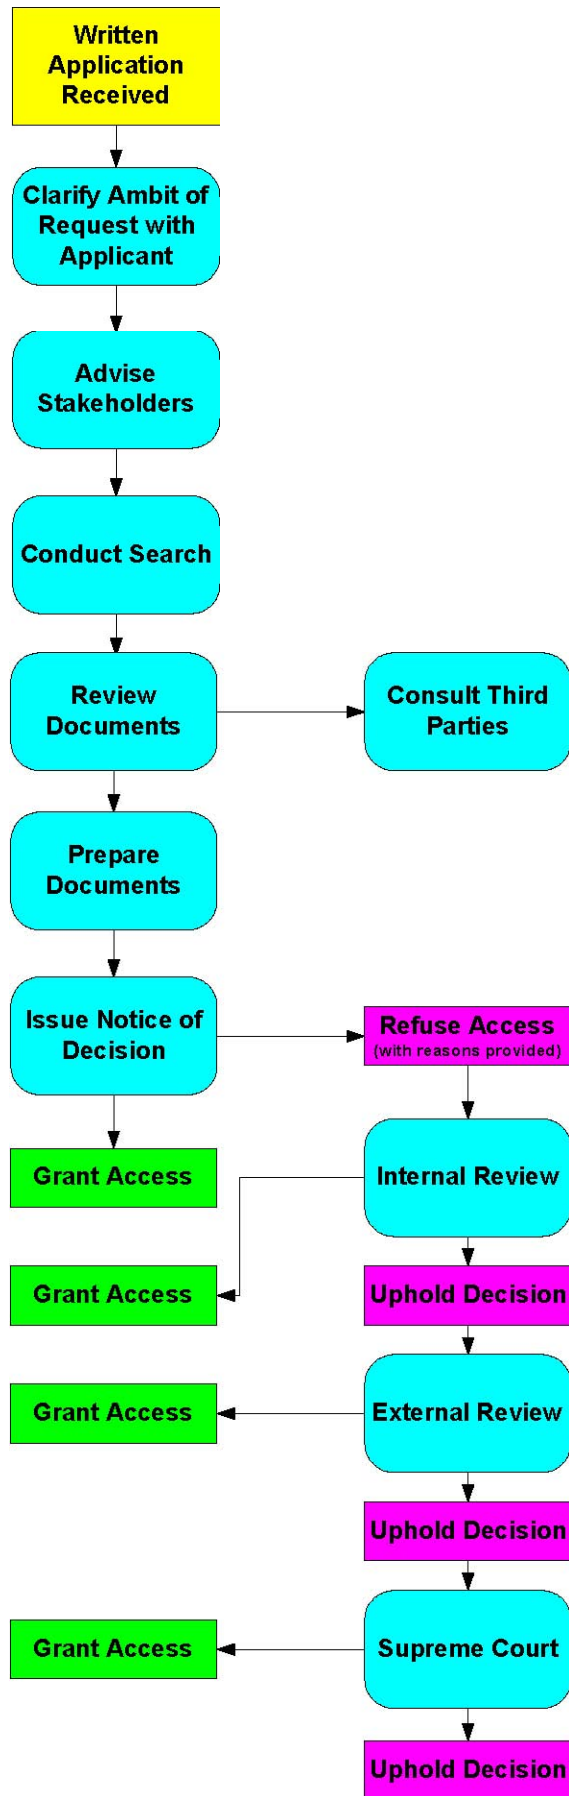 Written
Application
Received
Clarify Ambit of
Request with
Applicant
Advise
Stakeholders
Conduct Search
Review
Documents
Consult Third
Parties
Prepare
Documents
Issue Notice of
Decision
Refuse Access
(with reasons provided)
Grant Access
Internal Review
Grant Access
Uphold Decision
Grant Access
External Review
Uphold Decision
Grant Access
Supreme Court
Uphold Decision